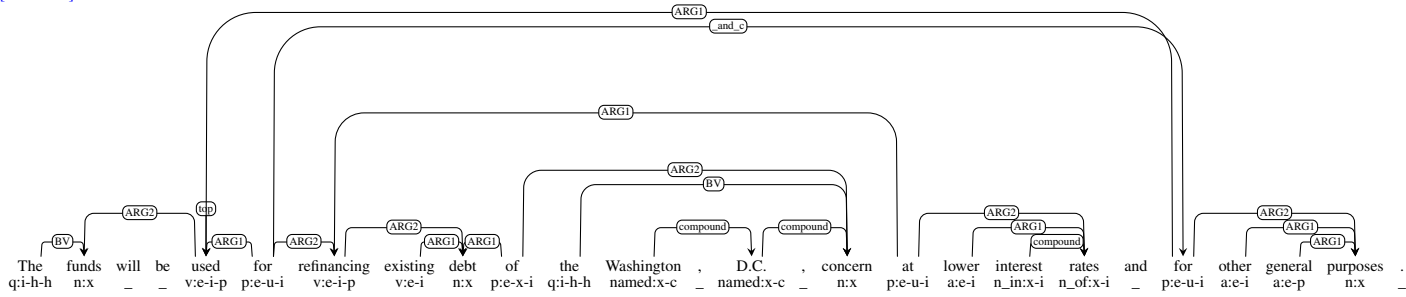 ARG1
_and_c
ARG1
ARG2
BV
ARG2 top ARG2 compound compound ARG2 ARG2
BV ARG1 ARG2 ARG1 ARG1 ARG1 ARG1
compound ARG1
The funds will be used for refinancing existing debt of the Washington , D.C. , concern at lower interest rates and for other general purposes .
q:i-h-h n:x _ _ v:e-i-p p:e-u-i v:e-i-p v:e-i n:x p:e-x-i q:i-h-h named:x-c _ named:x-c _ n:x p:e-u-i a:e-i n_in:x-i n_of:x-i _ p:e-u-i a:e-i a:e-p n:x _